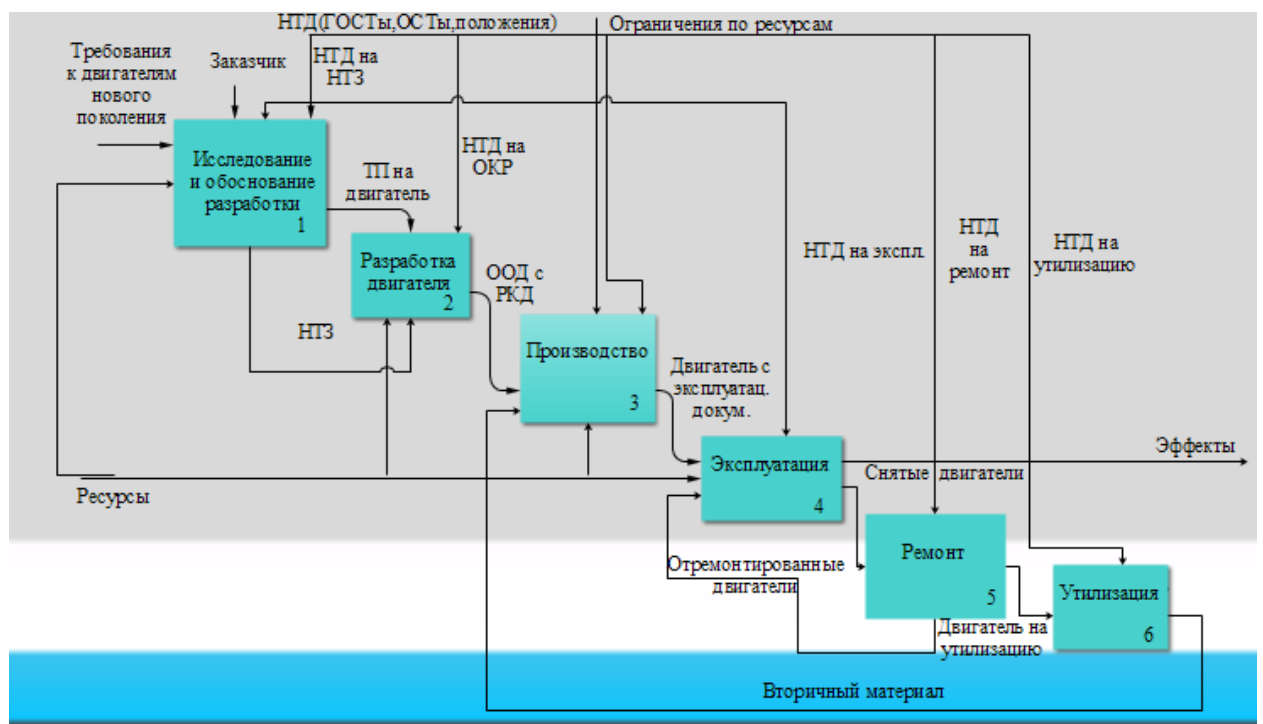 НТД(ГОСТы,ОСТы,положения)
Ограничения по ресурсам
Требования
к двигателям
нового
поколения
Заказчик
НТД на
НТЗ
Исследование
и обоснование
разработки
1
ТП на
двигатель
НТД на
ОКР
Разработка
двигателя
2
ООД с
РКД
НТЗ
Производство
3
Двигатель с
эксплуатац.
докум.
НТД на экспл.
НТД
на
ремонт
НТД на
утилизацию
Эффекты
Эксплуатация
4
Снятые двигатели
Ресурсы
Ремонт
5
Отремонтированные
двигатели
Утилизация
6
Двигатель на
утилизацию
Вторичный материал